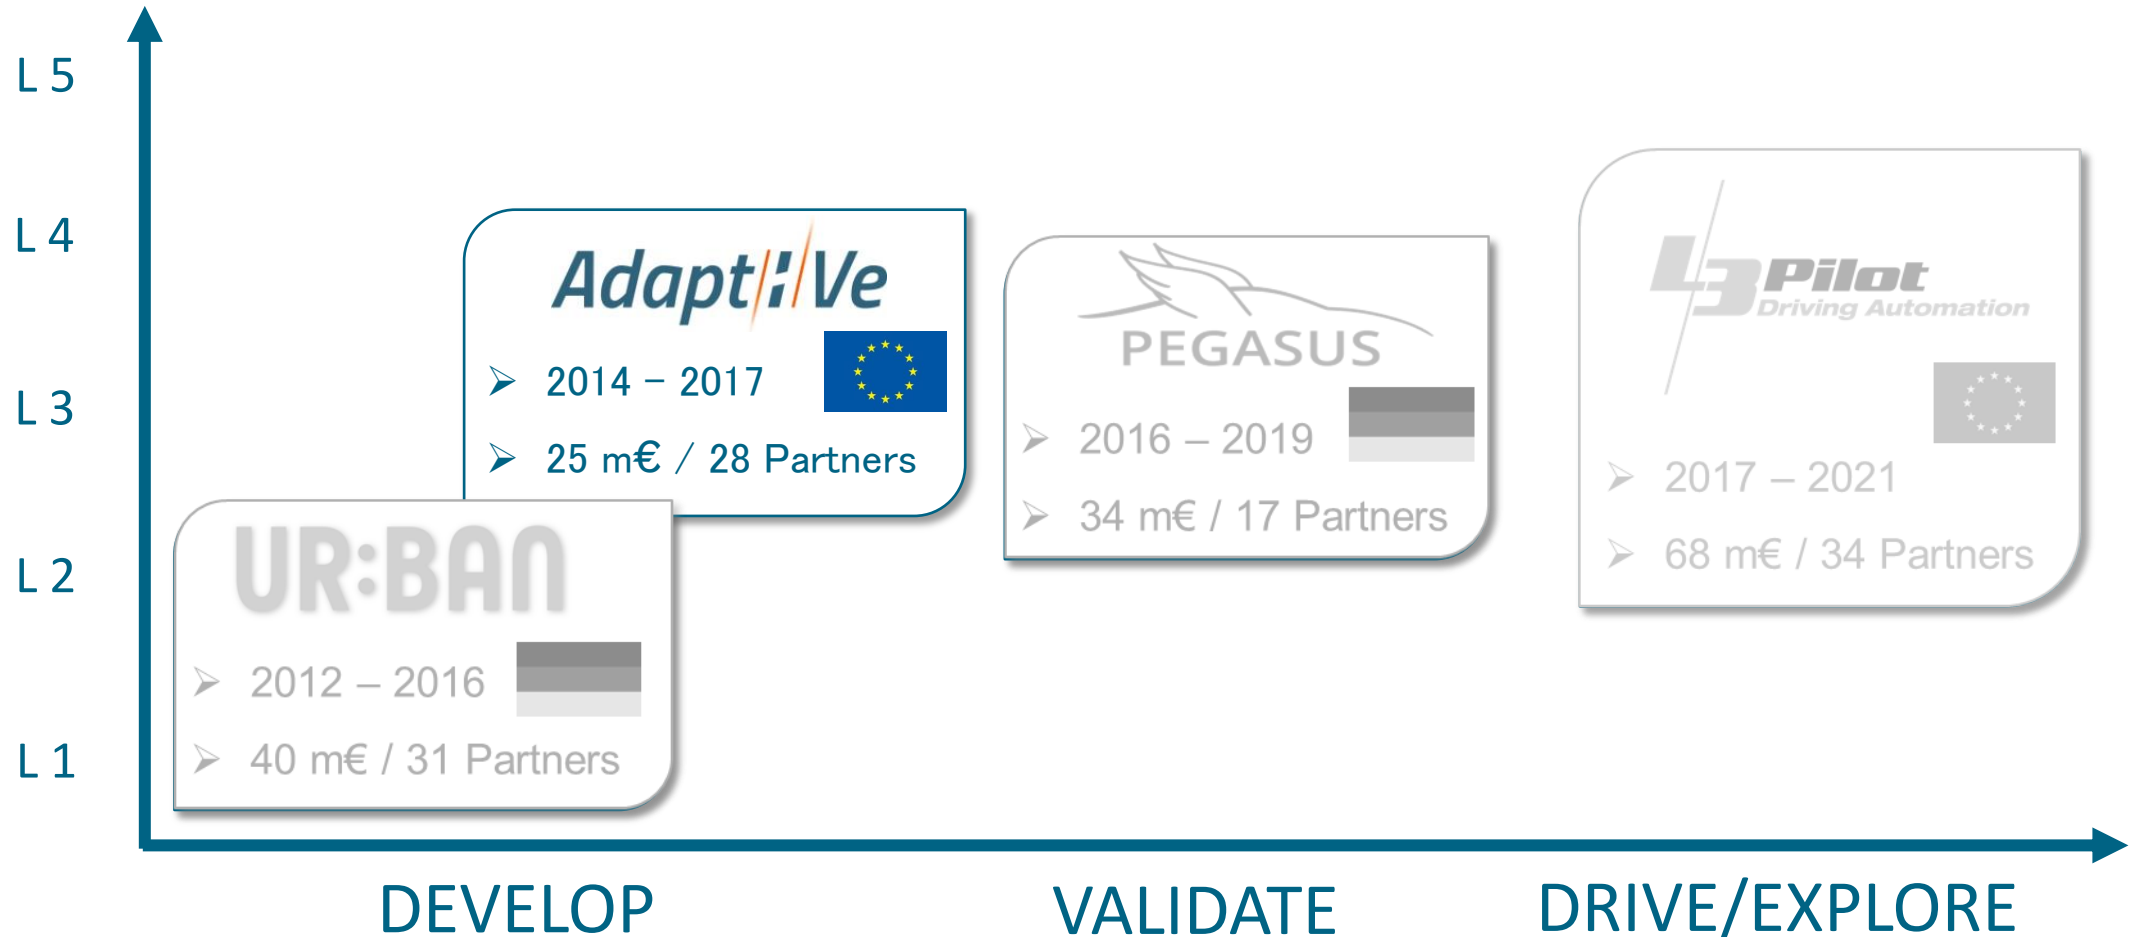 L 5
L 4
L 3
L 2
L 1
Adapt//Ve
➢ 2014 – 2017
➢ 25 m€ / 28 Partners
UR:BAN
➢ 2012 – 2016
➢ 40 m€ / 31 Partners
PEGASUS
➢ 2016 – 2019
➢ 34 m€ / 17 Partners
L3Pilot
Driving Automation
➢ 2017 – 2021
➢ 68 m€ / 34 Partners
DEVELOP
VALIDATE
DRIVE/EXPLORE